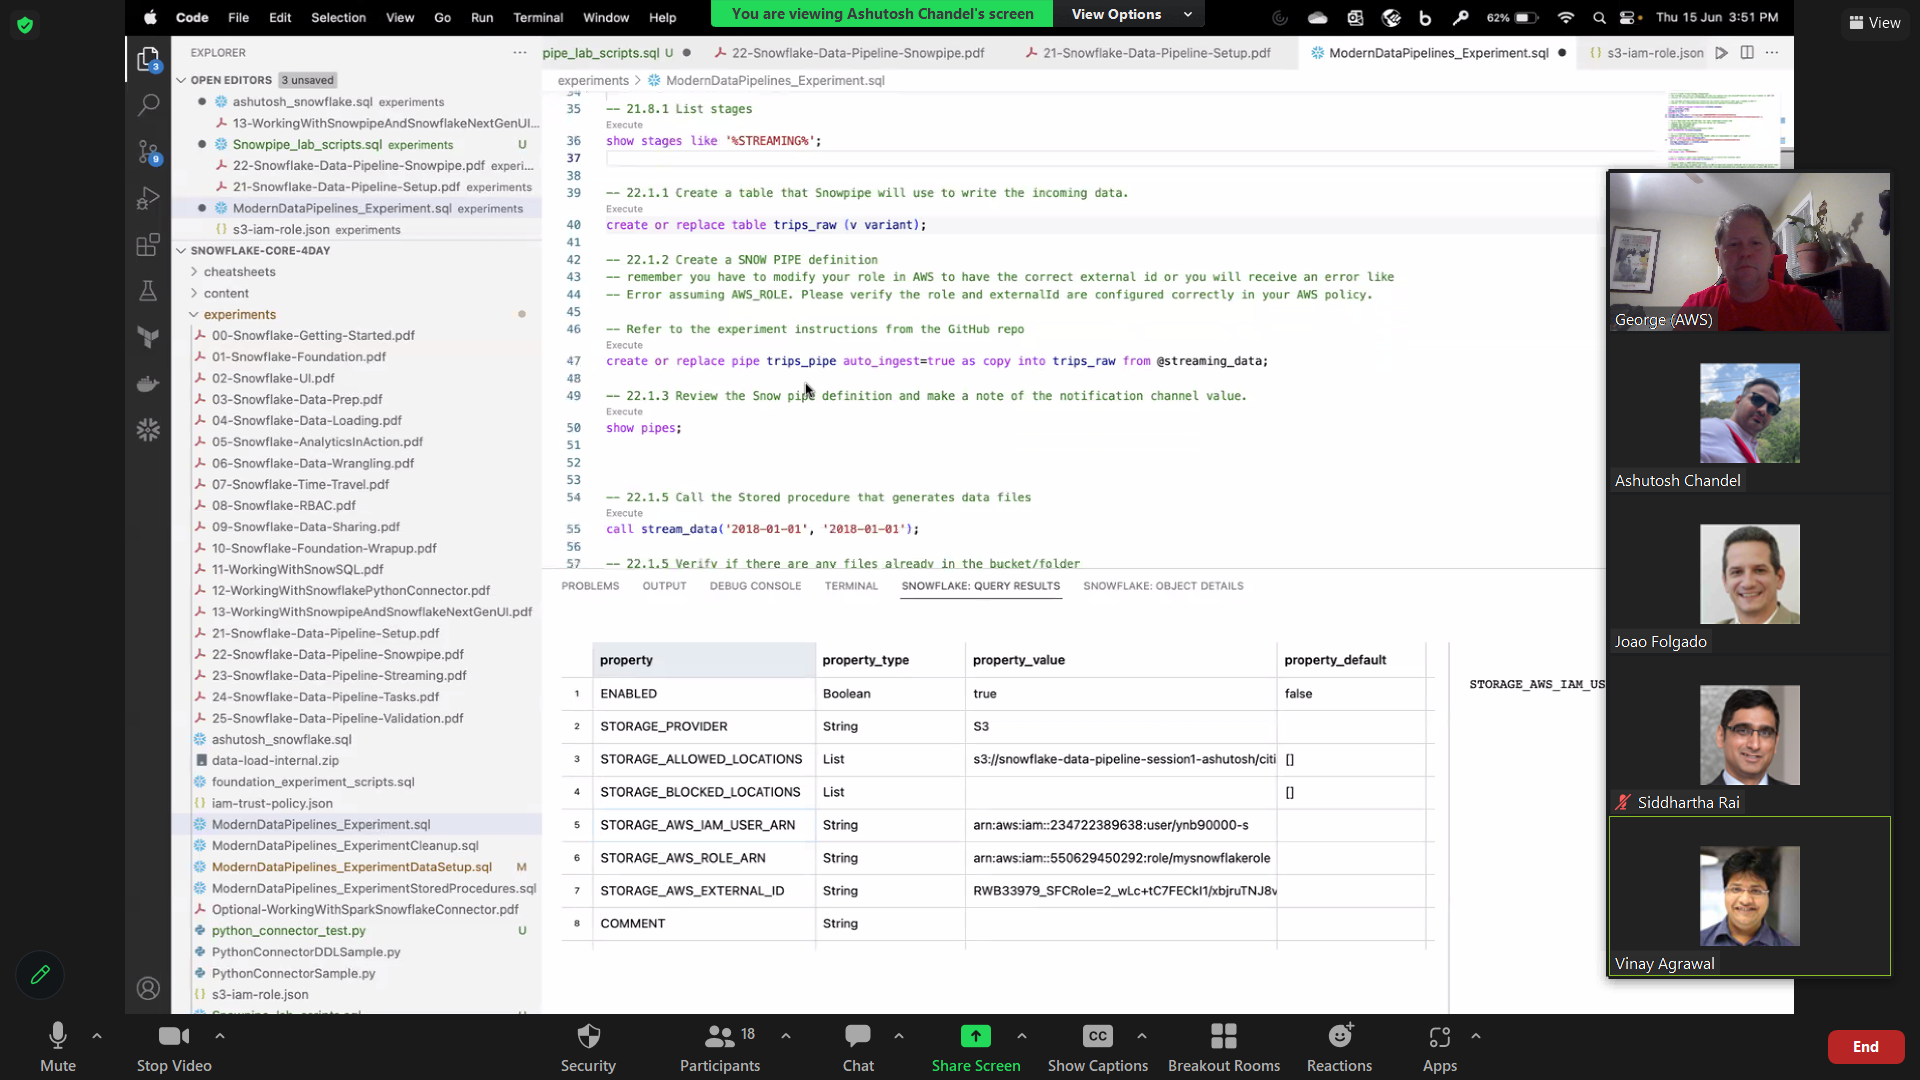 Code File Edit Selection View Go Run Terminal Window Help
You are viewing Ashutosh Chandel's screen
View Options
62%
Thu 15 Jun 3:51 PM
View
EXPLORER
OPEN EDITORS 3 unsaved
ashutosh_snowflake.sql experiments
13-WorkingWithSnowpipeAndSnowflakeNextGenUI...
Snowpipe_lab_scripts.sql experiments U
22-Snowflake-Data-Pipeline-Snowpipe.pdf experi...
21-Snowflake-Data-Pipeline-Setup.pdf experiments
ModernDataPipelines_Experiment.sql experiments
s3-iam-role.json experiments
3
9
SNOWFLAKE-CORE-4DAY
cheatsheets
content
experiments
00-Snowflake-Getting-Started.pdf
01-Snowflake-Foundation.pdf
02-Snowflake-UI.pdf
03-Snowflake-Data-Prep.pdf
04-Snowflake-Data-Loading.pdf
05-Snowflake-AnalyticsInAction.pdf
06-Snowflake-Data-Wrangling.pdf
07-Snowflake-Time-Travel.pdf
08-Snowflake-RBAC.pdf
09-Snowflake-Data-Sharing.pdf
10-Snowflake-Foundation-Wrapup.pdf
11-WorkingWithSnowSQL.pdf
12-WorkingWithSnowflakePythonConnector.pdf
13-WorkingWithSnowpipeAndSnowflakeNextGenUI.pdf
21-Snowflake-Data-Pipeline-Setup.pdf
22-Snowflake-Data-Pipeline-Snowpipe.pdf
23-Snowflake-Data-Pipeline-Streaming.pdf
24-Snowflake-Data-Pipeline-Tasks.pdf
25-Snowflake-Data-Pipeline-Validation.pdf
ashutosh_snowflake.sql
data-load-internal.zip
foundation_experiment_scripts.sql
iam-trust-policy.json
ModernDataPipelines_Experiment.sql
ModernDataPipelines_ExperimentCleanup.sql
ModernDataPipelines_ExperimentDataSetup.sql M
ModernDataPipelines_ExperimentStoredProcedures.sql
Optional-WorkingWithSparkSnowflakeConnector.pdf
python_connector_test.py U
PythonConnectorDDLSample.py
PythonConnectorSample.py
s3-iam-role.json
pipe_lab_scripts.sql U
22-Snowflake-Data-Pipeline-Snowpipe.pdf
21-Snowflake-Data-Pipeline-Setup.pdf
ModernDataPipelines_Experiment.sql
s3-iam-role.json
experiments > ModernDataPipelines_Experiment.sql
34
35 -- 21.8.1 List stages
Execute
36 show stages like '%STREAMING%';
37
38
39 -- 22.1.1 Create a table that Snowpipe will use to write the incoming data.
Execute
40 create or replace table trips_raw (v variant);
41
42 -- 22.1.2 Create a SNOW PIPE definition
43 -- remember you have to modify your role in AWS to have the correct external id or you will receive an error like
44 -- Error assuming AWS_ROLE. Please verify the role and externalId are configured correctly in your AWS policy.
45
46 -- Refer to the experiment instructions from the GitHub repo
Execute
47 create or replace pipe trips_pipe auto_ingest=true as copy into trips_raw from @streaming_data;
48
49 -- 22.1.3 Review the Snow pipe definition and make a note of the notification channel value.
Execute
50 show pipes;
51
52
53
54 -- 22.1.5 Call the Stored procedure that generates data files
Execute
55 call stream_data('2018-01-01', '2018-01-01');
56
57 -- 22.1.5 Verify if there are any files already in the bucket/folder
PROBLEMS OUTPUT DEBUG CONSOLE TERMINAL SNOWFLAKE: QUERY RESULTS SNOWFLAKE: OBJECT DETAILS
property property_type property_value property_default
1 ENABLED Boolean true false
2 STORAGE_PROVIDER String S3
3 STORAGE_ALLOWED_LOCATIONS List s3://snowflake-data-pipeline-session1-ashutosh/citi []
4 STORAGE_BLOCKED_LOCATIONS List []
5 STORAGE_AWS_IAM_USER_ARN String arn:aws:iam::234722389638:user/ynb90000-s
6 STORAGE_AWS_ROLE_ARN String arn:aws:iam::550629450292:role/mysnowflakerole
7 STORAGE_AWS_EXTERNAL_ID String RWB33979_SFCRole=2_wLc+tC7FECkI1/xbjruTNJ8v
8 COMMENT String
STORAGE_AWS_IAM_US
George (AWS)
Ashutosh Chandel
Joao Folgado
Siddhartha Rai
Vinay Agrawal
Mute
Stop Video
Security
Participants 18
Chat
Share Screen
CC
Show Captions
Breakout Rooms
Reactions
Apps
End